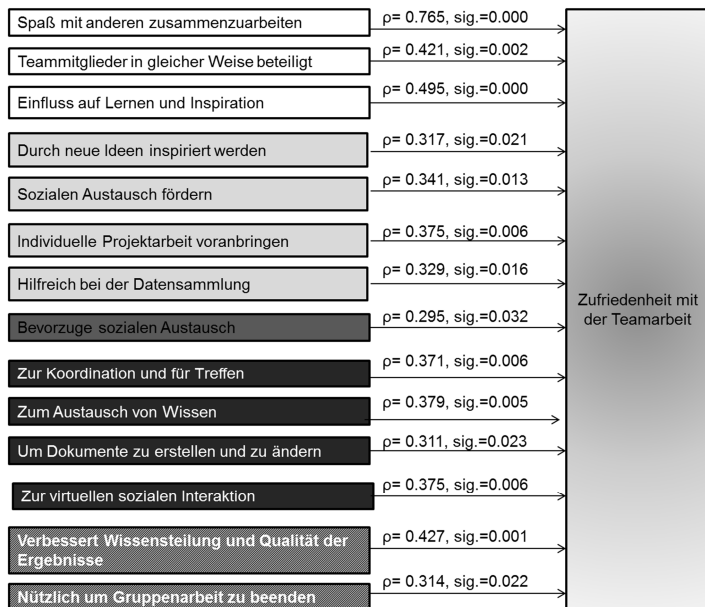 Spaß mit anderen zusammenzuarbeiten
ρ= 0.765, sig.=0.000
Teammitglieder in gleicher Weise beteiligt
ρ= 0.421, sig.=0.002
Einfluss auf Lernen und Inspiration
ρ= 0.495, sig.=0.000
Durch neue Ideen inspiriert werden
ρ= 0.317, sig.=0.021
Sozialen Austausch fördern
ρ= 0.341, sig.=0.013
Individuelle Projektarbeit voranbringen
ρ= 0.375, sig.=0.006
Hilfreich bei der Datensammlung
ρ= 0.329, sig.=0.016
Bevorzuge sozialen Austausch
ρ= 0.295, sig.=0.032
Zur Koordination und für Treffen
ρ= 0.371, sig.=0.006
Zum Austausch von Wissen
ρ= 0.379, sig.=0.005
Um Dokumente zu erstellen und zu ändern
ρ= 0.311, sig.=0.023
Zur virtuellen sozialen Interaktion
ρ= 0.375, sig.=0.006
Verbessert Wissensteilung und Qualität der
Ergebnisse
ρ= 0.427, sig.=0.001
Nützlich um Gruppenarbeit zu beenden
ρ= 0.314, sig.=0.022
Zufriedenheit mit
der Teamarbeit